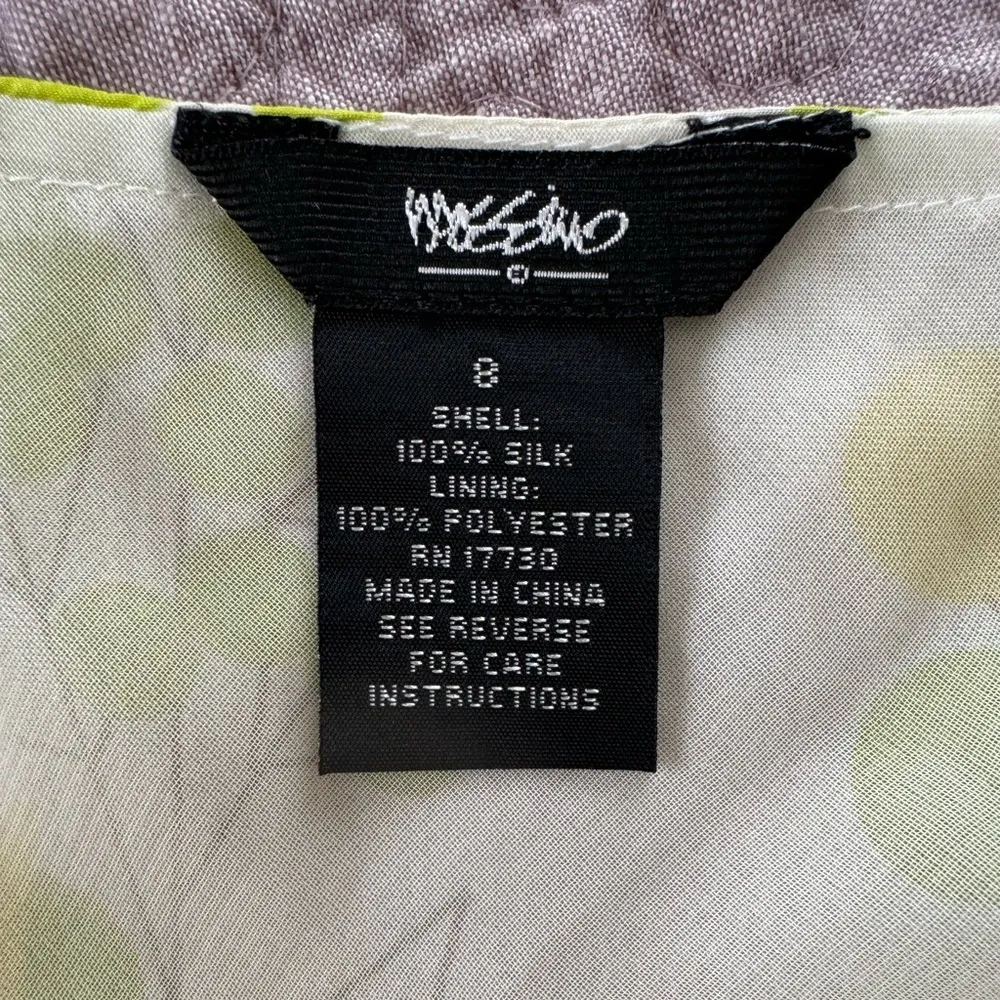 mossimo
8
SHELL:
100% SILK
LINING:
100% POLYESTER
RN 17730
MADE IN CHINA
SEE REVERSE
FOR CARE
INSTRUCTIONS